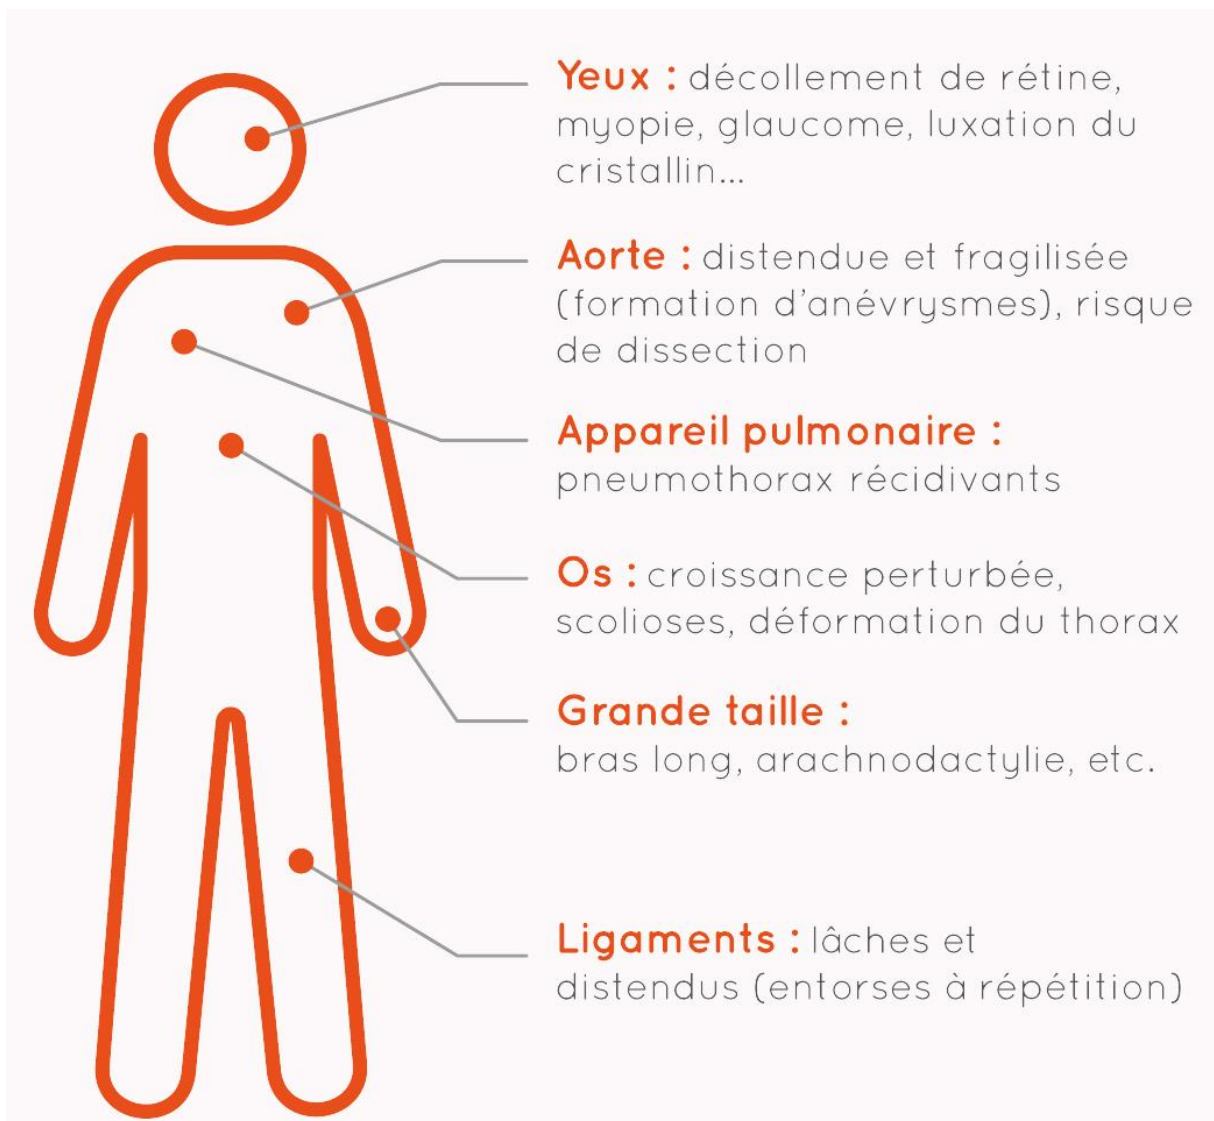 Yeux : décollement de rétine,
myopie, glaucome, luxation du
cristallin...
Aorte : distendue et fragilisée
(formation d'anévrysmes), risque
de dissection
Appareil pulmonaire :
pneumothorax récidivants
Os : croissance perturbée,
scolioses, déformation du thorax
Grande taille :
bras long, arachnodactylie, etc.
Ligaments : lâches et
distendus (entorses à répétition)